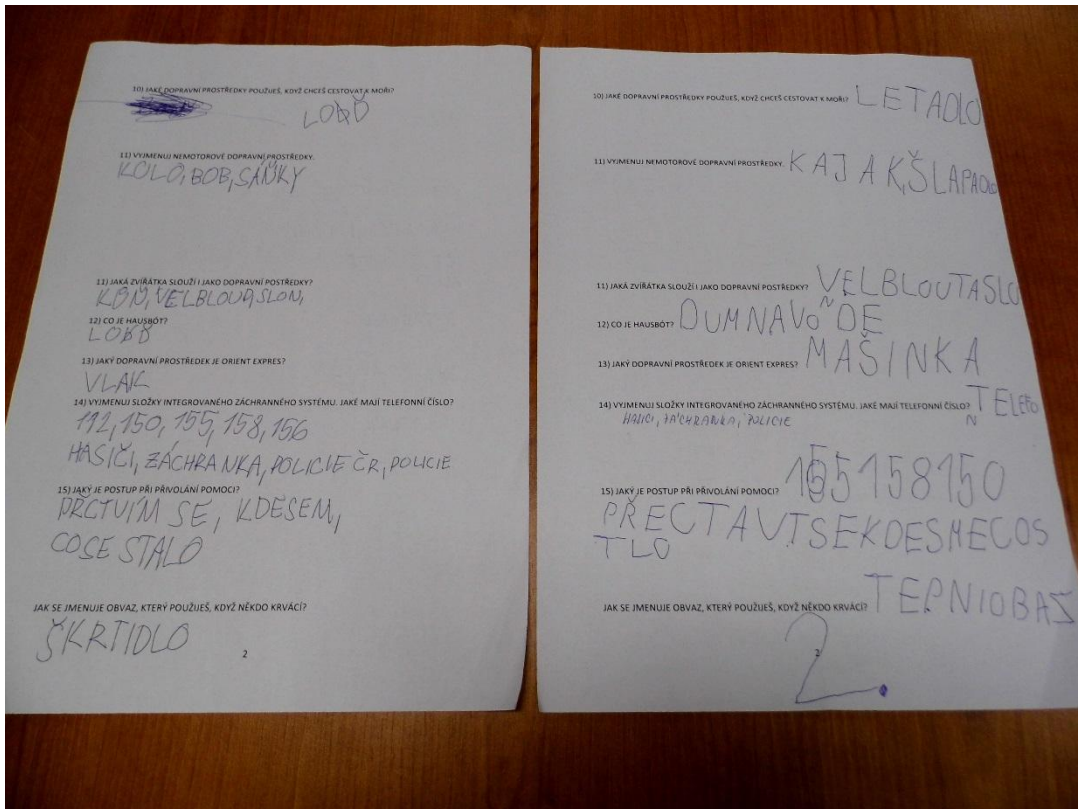 10) JAKÉ DOPRAVNÍ PROSTŘEDKY POUŽIJEŠ, KDYŽ CHCEŠ CESTOVAT K MOŘI?
LOĎ
11) VYJMENUJ NEMOTOROVÉ DOPRAVNÍ PROSTŘEDKY.
KOLO, BOB, SÁŇKY
11) JAKÁ ZVÍŘÁTKA SLOUŽÍ I JAKO DOPRAVNÍ POSTŘEDKY?
KŮŇ, VELBLOUD, SLON,
12) CO JE HAUSBÓT?
LOĎ
13) JAKÝ DOPRAVNÍ PROSTŘEDEK JE ORIENT EXPRES?
VLAK
14) VYJMENUJ SLOŽKY INTEGROVANÉHO ZÁCHRANNÉHO SYSTÉMU. JAKÉ MAJÍ TELEFONNÍ ČÍSLO?
112, 150, 155, 158, 156
HASIČI, ZÁCHRANKA, POLICIE ČR, POLICIE
15) JAKÝ JE POSTUP PŘI PŘIVOLÁNÍ POMOCI?
PŘCTVIM SE, KDESEM,
COSE STALO
JAK SE JMENUJE OBVAZ, KTERÝ POUŽIJEŠ, KDYŽ NĚKDO KRVÁCÍ?
ŠKRTIDLO
2
10) JAKÉ DOPRAVNÍ PROSTŘEDKY POUŽIJEŠ, KDYŽ CHCEŠ CESTOVAT K MOŘI? LETADLO
11) VYJMENUJ NEMOTOROVÉ DOPRAVNÍ PROSTŘEDKY. KAJAK, ŠLAPADLO
11) JAKÁ ZVÍŘÁTKA SLOUŽÍ I JAKO DOPRAVNÍ POSTŘEDKY? VELBLOUTASLO
Ň
12) CO JE HAUSBÓT? DUMNAVODE
13) JAKÝ DOPRAVNÍ PROSTŘEDEK JE ORIENT EXPRES? MAŠINKA
14) VYJMENUJ SLOŽKY INTEGROVANÉHO ZÁCHRANNÉHO SYSTÉMU. JAKÉ MAJÍ TELEFONNÍ ČÍSLO? TELEFO
N
HASICI, ZÁCHRANKA, POLICIE
155158150
15) JAKÝ JE POSTUP PŘI PŘIVOLÁNÍ POMOCI?
PŘECTAVTSEKDESMECOS
TLO
JAK SE JMENUJE OBVAZ, KTERÝ POUŽIJEŠ, KDYŽ NĚKDO KRVÁCÍ? TEPNIOBAS
2
2.